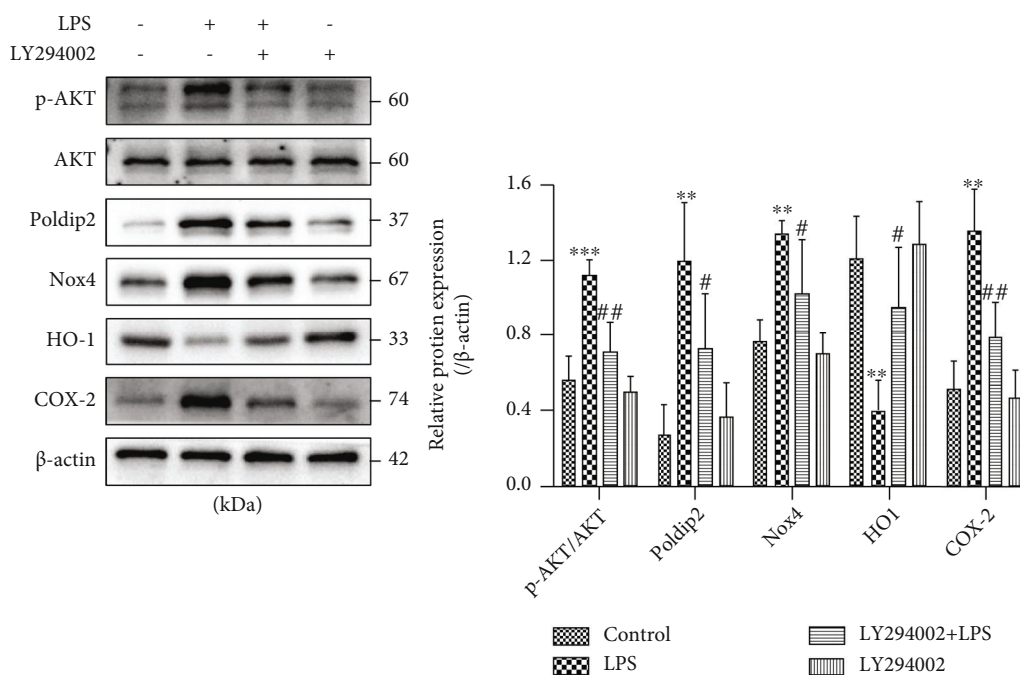 LPS - + + -
LY294002 - - + +
p-AKT 60
AKT 60
Poldip2 37
Nox4 67
HO-1 33
COX-2 74
β-actin 42
(kDa)
Relative protien expression
(/β-actin)
1.6
1.2
0.8
0.4
0.0
*** ## ** # ** # ** # ** ##
p-AKT/AKT
Poldip2
Nox4
HO1
COX-2
Control
LPS
LY294002+LPS
LY294002